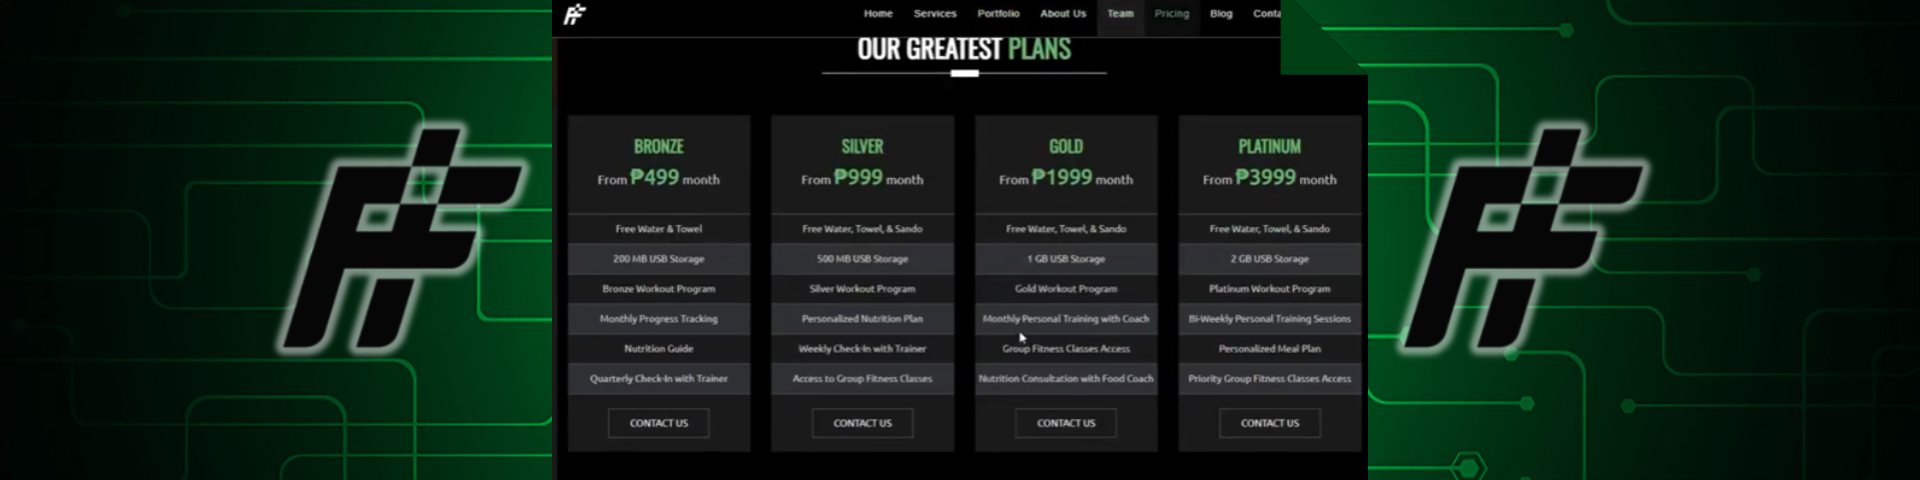 Home Services Portfolio About Us Team Pricing Blog Conta
OUR GREATEST PLANS
BRONZE
From ₱499 month
Free Water & Towel
200 MB USB Storage
Bronze Workout Program
Monthly Progress Tracking
Nutrition Guide
Quarterly Check-In with Trainer
CONTACT US
SILVER
From ₱999 month
Free Water, Towel, & Sando
500 MB USB Storage
Silver Workout Program
Personalized Nutrition Plan
Weekly Check-In with Trainer
Access to Group Fitness Classes
CONTACT US
GOLD
From ₱1999 month
Free Water, Towel, & Sando
1 GB USB Storage
Gold Workout Program
Monthly Personal Training with Coach
Group Fitness Classes Access
Nutrition Consultation with Food Coach
CONTACT US
PLATINUM
From ₱3999 month
Free Water, Towel, & Sando
2 GB USB Storage
Platinum Workout Program
Bi-Weekly Personal Training Sessions
Personalized Meal Plan
Priority Group Fitness Classes Access
CONTACT US